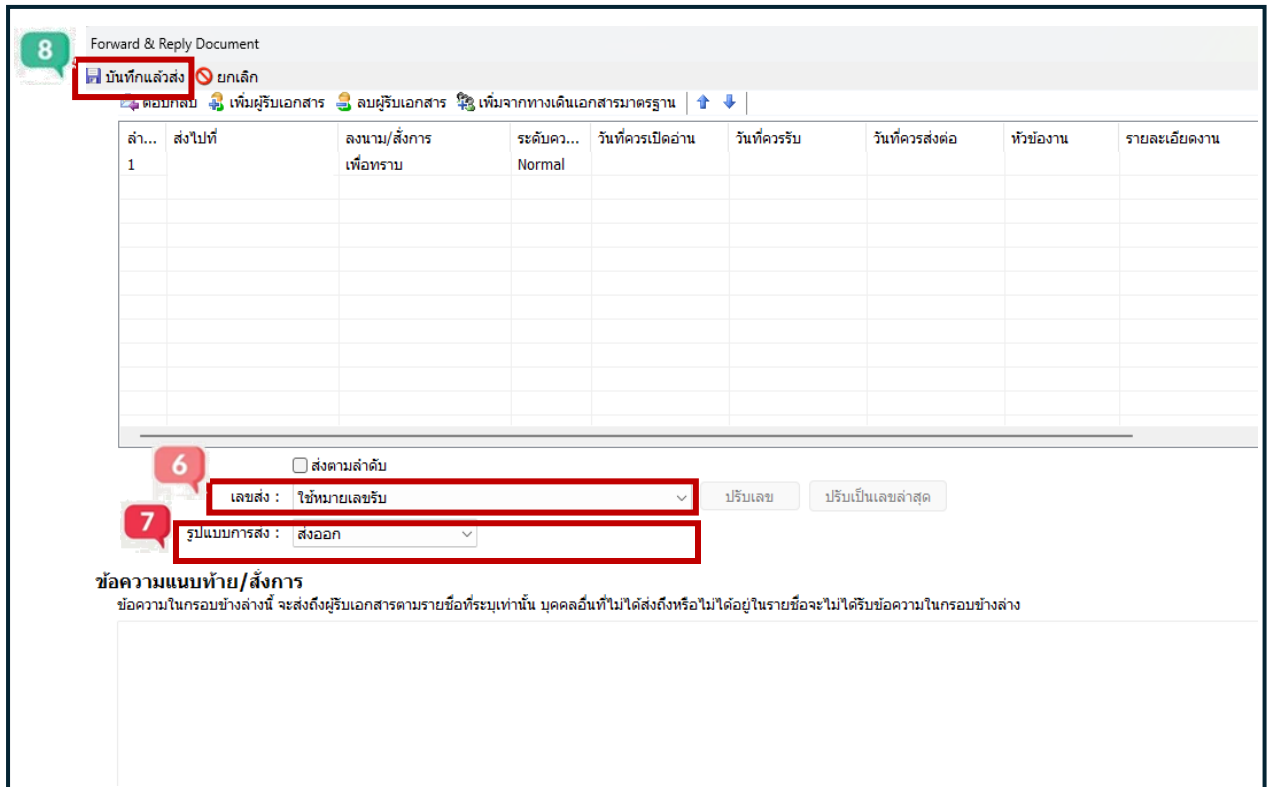 8
Forward & Reply Document
บันทึกแล้วส่ง ยกเลิก
ตอบกลับ เพิ่มผู้รับเอกสาร ลบผู้รับเอกสาร เพิ่มจากทางเดินเอกสารมาตรฐาน
ลำ... ส่งไปที่ ลงนาม/สั่งการ ระดับคว... วันที่ควรเปิดอ่าน วันที่ควรรับ วันที่ควรส่งต่อ หัวข้องาน รายละเอียดงาน
1 เพื่อทราบ Normal
6
ส่งตามลำดับ
เลขส่ง : ใช้หมายเลขรับ ปรับเลข ปรับเป็นเลขล่าสุด
7
รูปแบบการส่ง : ส่งออก
ข้อความแนบท้าย/สั่งการ
ข้อความในกรอบข้างล่างนี้ จะส่งถึงผู้รับเอกสารตามรายชื่อที่ระบุเท่านั้น บุคคลอื่นที่ไม่ได้ส่งถึงหรือไม่ได้อยู่ในรายชื่อจะไม่ได้รับข้อความในกรอบข้างล่าง